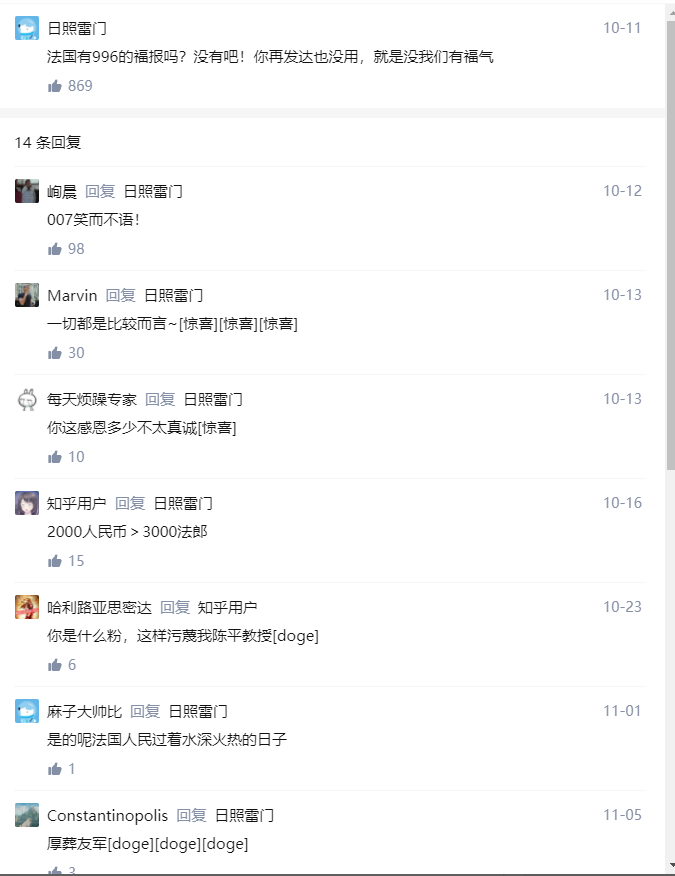 日照雷门 10-11
法国有996的福报吗？没有吧！你再发达也没用，就是没我们有福气
869
14 条回复
峋晨 回复 日照雷门 10-12
007笑而不语！
98
Marvin 回复 日照雷门 10-13
一切都是比较而言~[惊喜][惊喜][惊喜]
30
每天烦躁专家 回复 日照雷门 10-13
你这感恩多少不太真诚[惊喜]
10
知乎用户 回复 日照雷门 10-16
2000人民币＞3000法郎
15
哈利路亚思密达 回复 知乎用户 10-23
你是什么粉，这样污蔑我陈平教授[doge]
6
麻子大帅比 回复 日照雷门 11-01
是的呢法国人民过着水深火热的日子
1
Constantinopolis 回复 日照雷门 11-05
厚葬友军[doge][doge][doge]
3